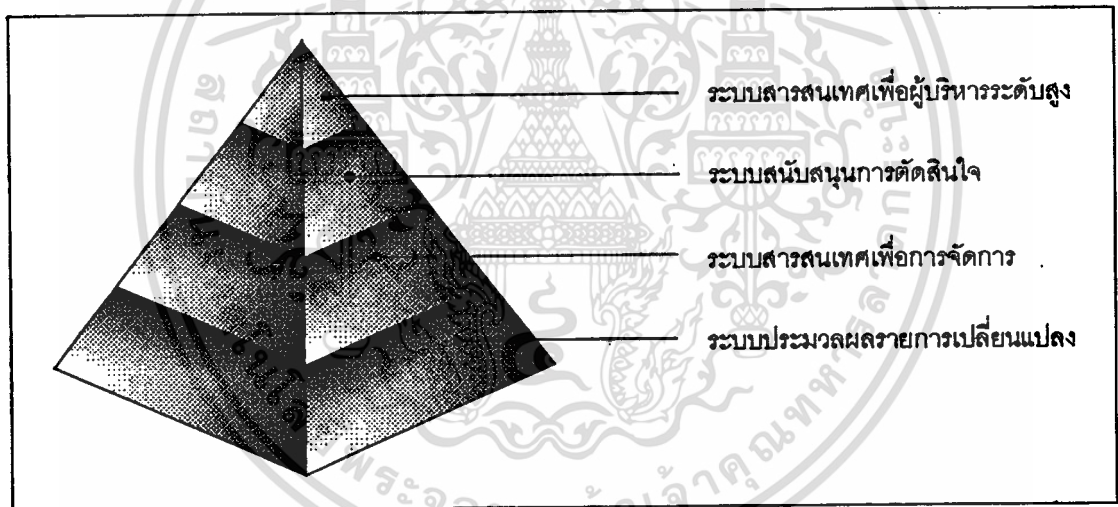 ระบบสารสนเทศเพื่อผู้บริหารระดับสูง
ระบบสนับสนุนการตัดสินใจ
ระบบสารสนเทศเพื่อการจัดการ
ระบบประมวลผลรายการเปลี่ยนแปลง